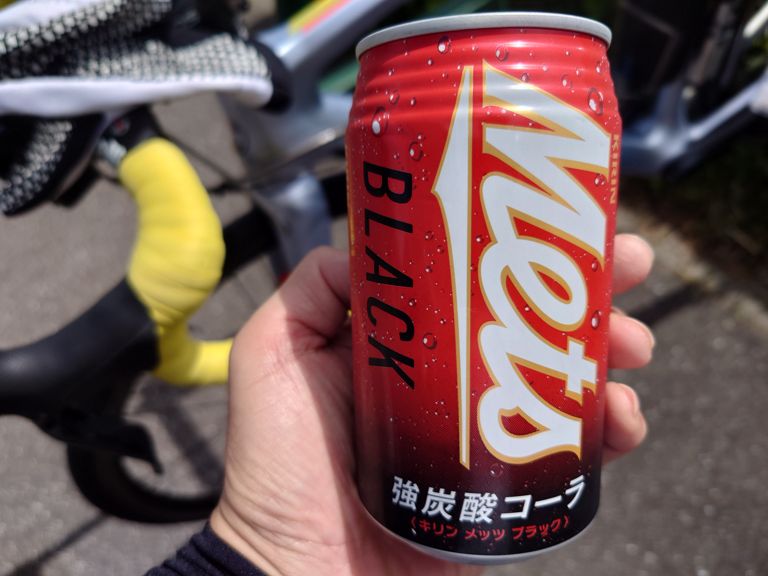 KIRIN
Mets
BLACK
強炭酸コーラ
〈キリン メッツ ブラック〉